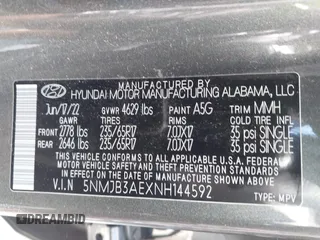 MANUFACTURED BY
HYUNDAI MOTOR MANUFACTURING ALABAMA, LLC
Jun/17/22 GVWR 4629 lbs PAINT A5G TRIM MMH
GAWR TIRES RIMS COLD TIRE INFL
FRONT 2778 lbs 235/65R17 7.0JX17 35 psi SINGLE
REAR 2646 lbs 235/65R17 7.0JX17 35 psi SINGLE
THIS VEHICLE CONFORMS TO ALL APPLICABLE U.S.
FEDERAL MOTOR VEHICLE SAFETY AND THEFT PREVENTION
STANDARDS IN EFFECT ON THE DATE OF
MANUFACTURE SHOWN ABOVE.
V.I.N 5NMJB3AEXNH144592
TYPE: MPV
DREAMBID